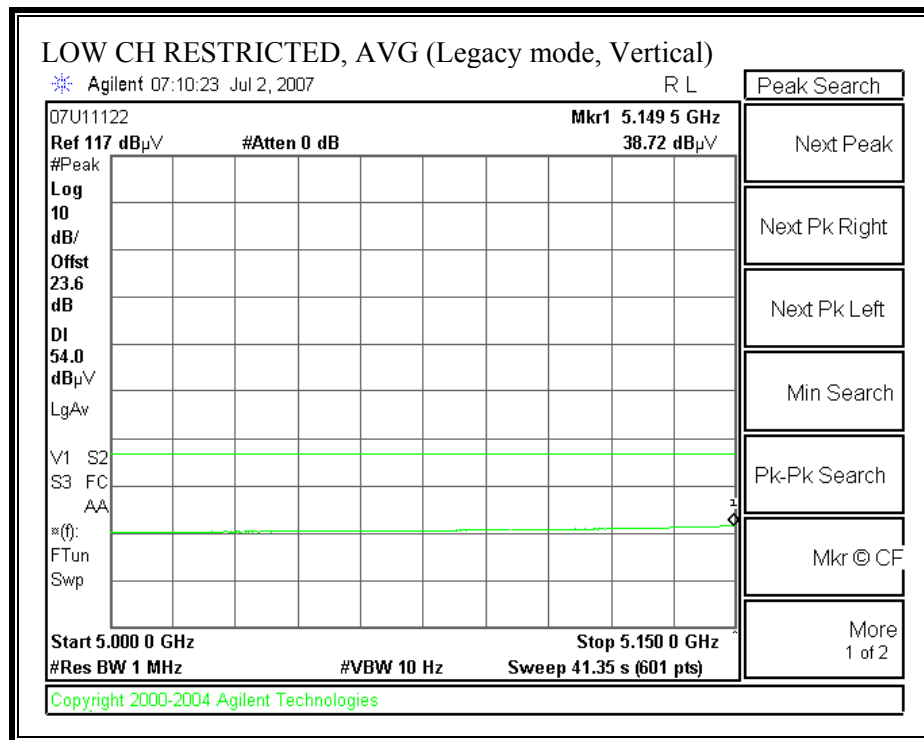 LOW CH RESTRICTED, AVG (Legacy mode, Vertical)
Agilent 07:10:23 Jul 2, 2007 R L
07U11122 Mkr1 5.149 5 GHz
Ref 117 dBµV #Atten 0 dB 38.72 dBµV
#Peak
Log
10
dB/
Offst
23.6
dB
DI
54.0
dBµV
LgAv
V1 S2
S3 FC
AA
¤(f):
FTun
Swp
1
Start 5.000 0 GHz Stop 5.150 0 GHz
#Res BW 1 MHz #VBW 10 Hz Sweep 41.35 s (601 pts)
Copyright 2000-2004 Agilent Technologies
Peak Search
Next Peak
Next Pk Right
Next Pk Left
Min Search
Pk-Pk Search
Mkr © CF
More
1 of 2